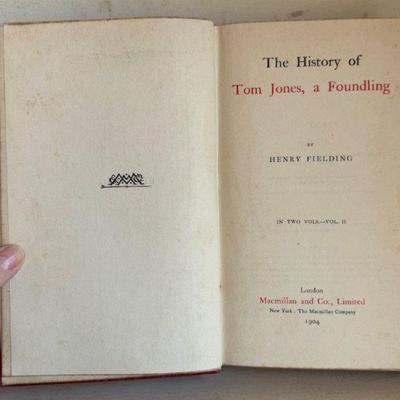 The History of
Tom Jones, a Foundling
BY
HENRY FIELDING
IN TWO VOLS.—VOL. II
London
Macmillan and Co., Limited
New York: The Macmillan Company
1904